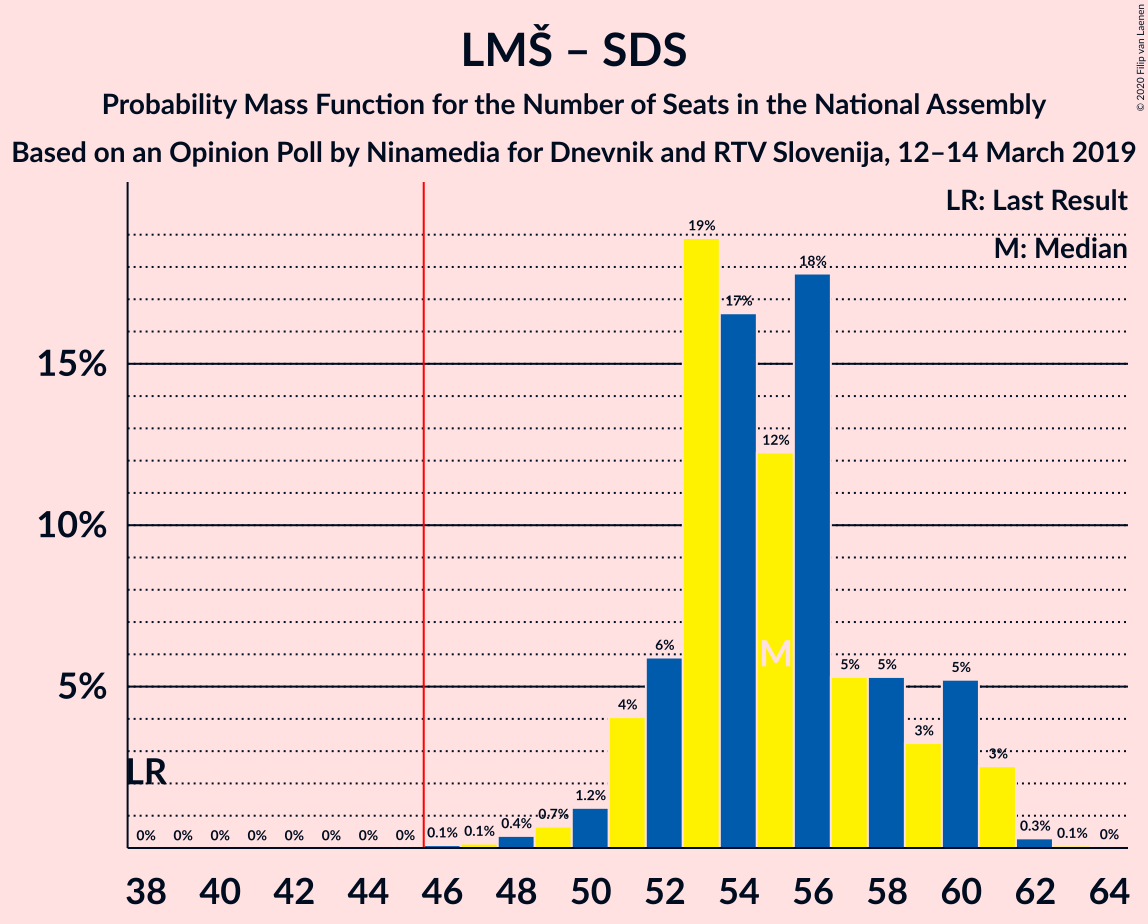 LMŠ – SDS
Probability Mass Function for the Number of Seats in the National Assembly
Based on an Opinion Poll by Ninamedia for Dnevnik and RTV Slovenija, 12–14 March 2019
© 2020 Filip van Laenen
LR: Last Result
M: Median
19%
18%
17%
15%
12%
10%
6%
M
5%
5%
5%
5%
4%
3%
3%
LR
1.2%
0% 0% 0% 0% 0% 0% 0% 0% 0.1% 0.1% 0.4% 0.7% 0.3% 0.1% 0%
38 40 42 44 46 48 50 52 54 56 58 60 62 64